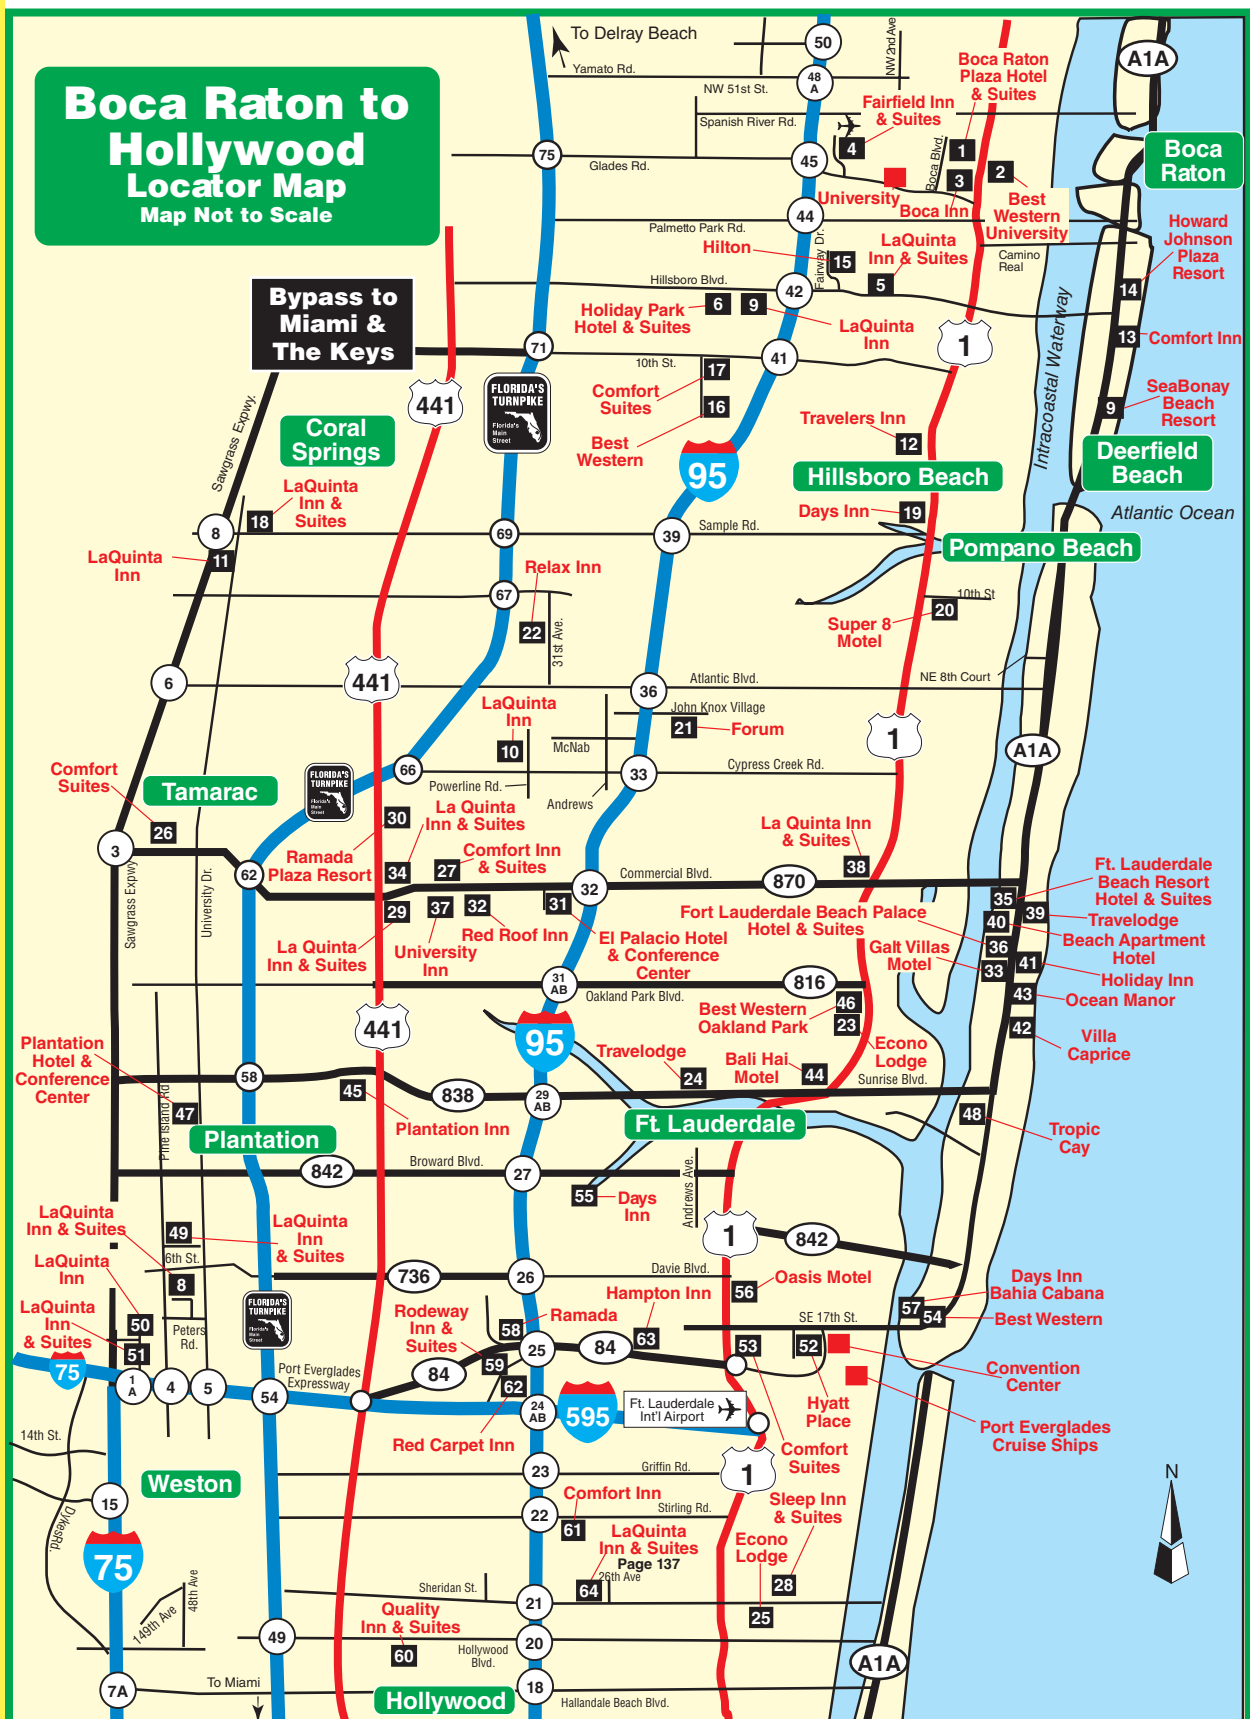 Boca Raton to
Hollywood
Locator Map
Map Not to Scale
To Delray Beach
Yamato Rd.
NW 51st St.
NW 2nd Ave
50
48
A
A1A
Boca Raton
Plaza Hotel
& Suites
Fairfield Inn
& Suites
Spanish River Rd.
4
1
2
3
Boca Blvd.
75
45
Glades Rd.
University
Boca Inn
Best
Western
University
Boca
Raton
44
Palmetto Park Rd.
Hilton
15
Fairway Dr.
LaQuinta
Inn & Suites
5
Camino
Real
Howard
Johnson
Plaza
Resort
14
Bypass to
Miami &
The Keys
Hillsboro Blvd.
42
Holiday Park
Hotel & Suites
6
9
LaQuinta
Inn
13
Comfort Inn
1
71
41
10th St.
17
Comfort
Suites
16
Best
Western
441
FLORIDA'S
TURNPIKE
Florida's
Main
Street
Sawgrass Expwy.
Coral
Springs
95
Travelers Inn
12
Intracoastal Waterway
SeaBonay
Beach
Resort
9
Hillsboro Beach
Deerfield
Beach
LaQuinta
Inn &
Suites
18
8
11
LaQuinta
Inn
69
39
Sample Rd.
Days Inn
19
Atlantic Ocean
Pompano Beach
Relax Inn
67
22
31st Ave.
10th St
20
Super 8
Motel
6
441
36
Atlantic Blvd.
NE 8th Court
John Knox Village
LaQuinta
Inn
10
McNab
21
Forum
1
A1A
66
33
Cypress Creek Rd.
Powerline Rd.
Andrews
FLORIDA'S
TURNPIKE
Florida's
Main
Street
Comfort
Suites
Tamarac
26
3
30
La Quinta
Inn & Suites
Ramada
Plaza Resort
34
27
Comfort Inn
& Suites
La Quinta Inn
& Suites
38
62
32
Commercial Blvd.
870
Sawgrass Expwy
University Dr.
29
37
32
31
Red Roof Inn
El Palacio Hotel
& Conference
Center
La Quinta
Inn & Suites
University
Inn
Fort Lauderdale Beach Palace
Hotel & Suites
Galt Villas
Motel
35
Ft. Lauderdale
Beach Resort
Hotel & Suites
39
Travelodge
40
Beach Apartment
Hotel
36
41
33
Holiday Inn
43
Ocean Manor
42
Villa
Caprice
31
AB
Oakland Park Blvd.
816
Best Western
Oakland Park
46
23
Econo
Lodge
441
95
Plantation
Hotel &
Conference
Center
Pine Island Rd
47
58
45
838
Plantation Inn
29
AB
Travelodge
24
Bali Hai
Motel
44
Sunrise Blvd.
48
Tropic
Cay
Plantation
Ft. Lauderdale
842
Broward Blvd.
27
Andrews Ave.
55
Days
Inn
LaQuinta
Inn & Suites
49
LaQuinta
Inn
& Suites
1
842
6th St.
8
LaQuinta
Inn
736
26
Davie Blvd.
Oasis Motel
56
Days Inn
Bahia Cabana
57
54
Best Western
Hampton Inn
SE 17th St.
LaQuinta
Inn
& Suites
50
51
Peters
Rd.
FLORIDA'S
TURNPIKE
Florida's
Main
Street
Rodeway
Inn &
Suites
58
Ramada
63
25
84
53
52
59
84
62
Convention
Center
Hyatt
Place
75
1
A
4
5
54
Port Everglades
Expressway
24
AB
595
Ft. Lauderdale
Int'l Airport
Red Carpet Inn
Comfort
Suites
Port Everglades
Cruise Ships
14th St.
Weston
23
Griffin Rd.
1
N
15
Dykes Rd.
22
Stirling Rd.
Comfort Inn
61
Sleep Inn
& Suites
LaQuinta
Inn & Suites
Page 137
26th Ave
64
Econo
Lodge
28
25
75
149th Ave
48th Ave
Sheridan St.
21
Quality
Inn & Suites
60
49
Hollywood
Blvd.
20
A1A
7A
To Miami
Hollywood
18
Hallandale Beach Blvd.